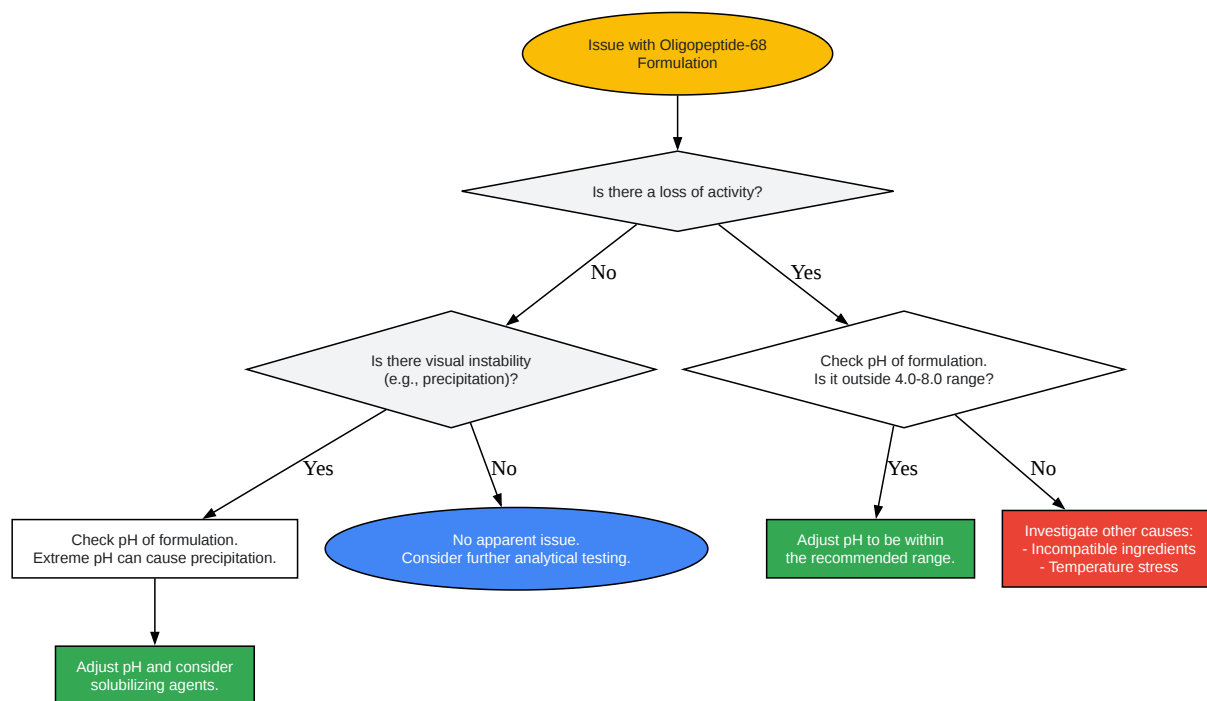 Issue with Oligopeptide-68
Formulation
Is there a loss of activity?
No
Yes
Is there visual instability
(e.g., precipitation)?
Check pH of formulation.
Is it outside 4.0-8.0 range?
Yes
No
Yes
No
Check pH of formulation.
Extreme pH can cause precipitation.
No apparent issue.
Consider further analytical testing.
Adjust pH to be within
the recommended range.
Investigate other causes:
- Incompatible ingredients
- Temperature stress
Adjust pH and consider
solubilizing agents.